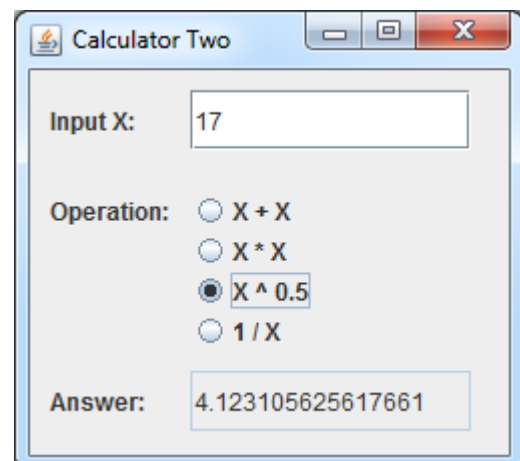 Calculator Two
Input X: 17
Operation: X + X
X * X
X ^ 0.5
1 / X
Answer: 4.123105625617661